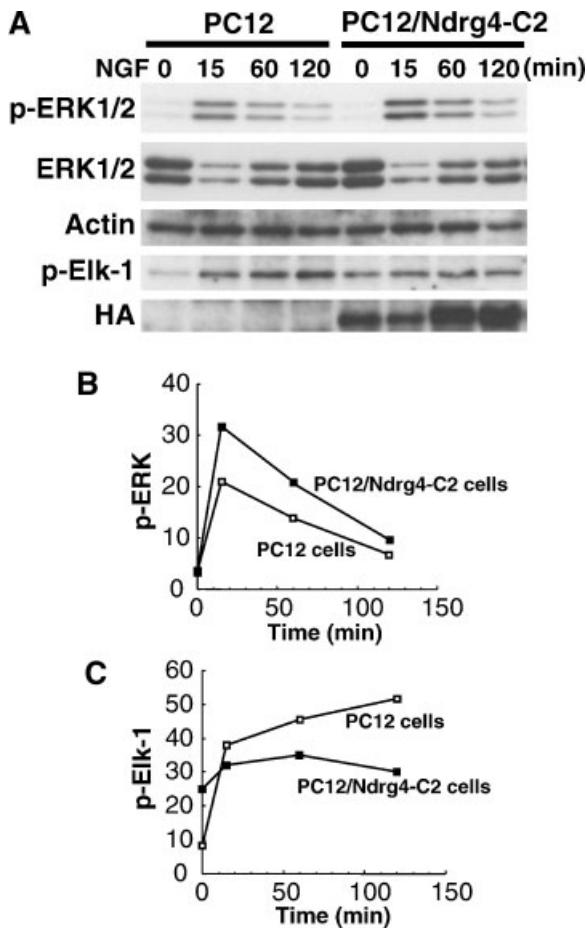 A
PC12 PC12/Ndrg4-C2
NGF 0 15 60 120 0 15 60 120 (min)
p-ERK1/2
ERK1/2
Actin
p-Elk-1
HA
B
40
30
20
10
0
p-ERK
PC12/Ndrg4-C2 cells
PC12 cells
0 50 100 150
Time (min)
C
60
50
40
30
20
10
0
p-Elk-1
PC12 cells
PC12/Ndrg4-C2 cells
0 50 100 150
Time (min)